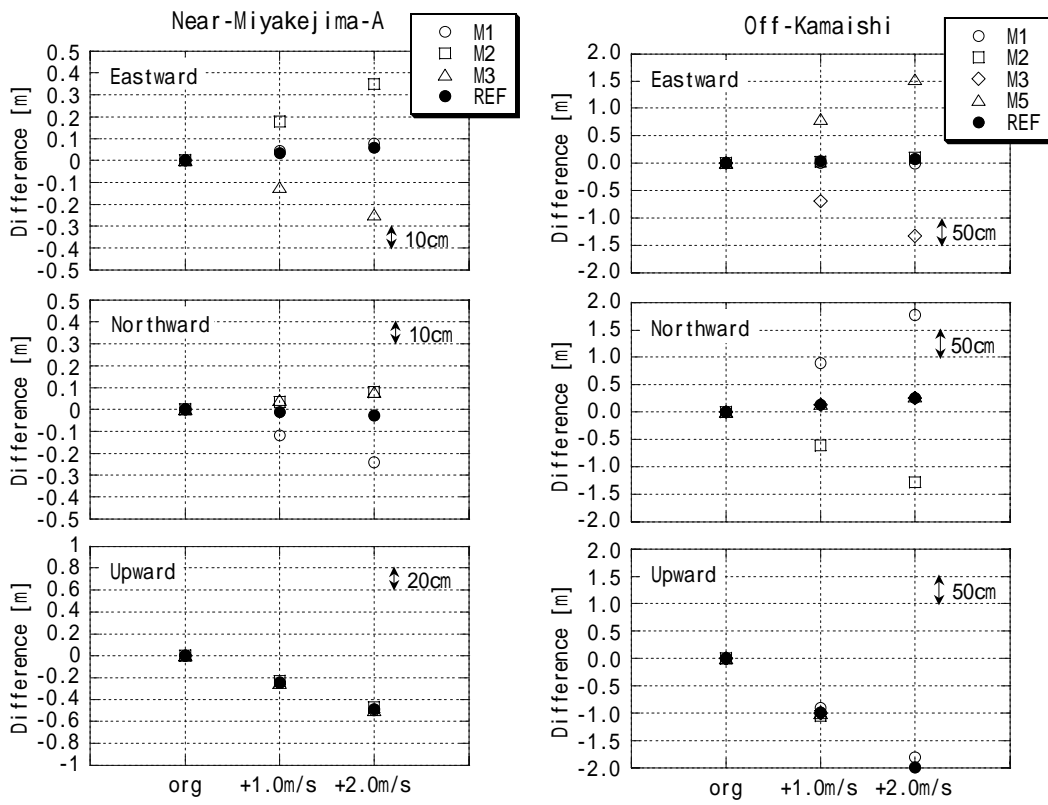 Near-Miyakejima-A
M1
M2
M3
REF
Difference [m]
Eastward
0.5
0.4
0.3
0.2
0.1
0
-0.1
-0.2
-0.3
-0.4
-0.5
10cm
Difference [m]
Northward
0.5
0.4
0.3
0.2
0.1
0
-0.1
-0.2
-0.3
-0.4
-0.5
10cm
Difference [m]
Upward
1
0.8
0.6
0.4
0.2
0
-0.2
-0.4
-0.6
-0.8
-1
20cm
org +1.0m/s +2.0m/s
Off-Kamaishi
M1
M2
M3
M5
REF
Difference [m]
Eastward
2.0
1.5
1.0
0.5
0.0
-0.5
-1.0
-1.5
-2.0
50cm
Difference [m]
Northward
2.0
1.5
1.0
0.5
0.0
-0.5
-1.0
-1.5
-2.0
50cm
Difference [m]
Upward
2.0
1.5
1.0
0.5
0.0
-0.5
-1.0
-1.5
-2.0
50cm
org +1.0m/s +2.0m/s